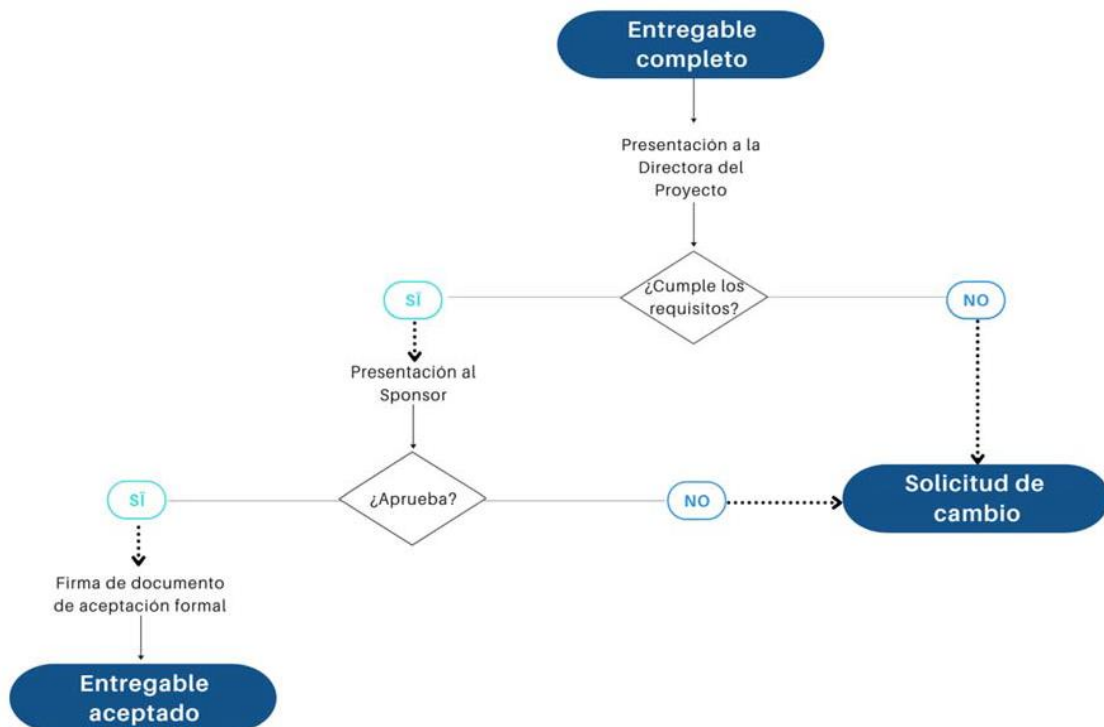 Entregable
completo
Presentación a la
Directora del
Proyecto
¿Cumple los
requisitos?
SÍ
NO
Presentación al
Sponsor
¿Aprueba?
SÍ
NO
Solicitud de
cambio
Firma de documento
de aceptación formal
Entregable
aceptado